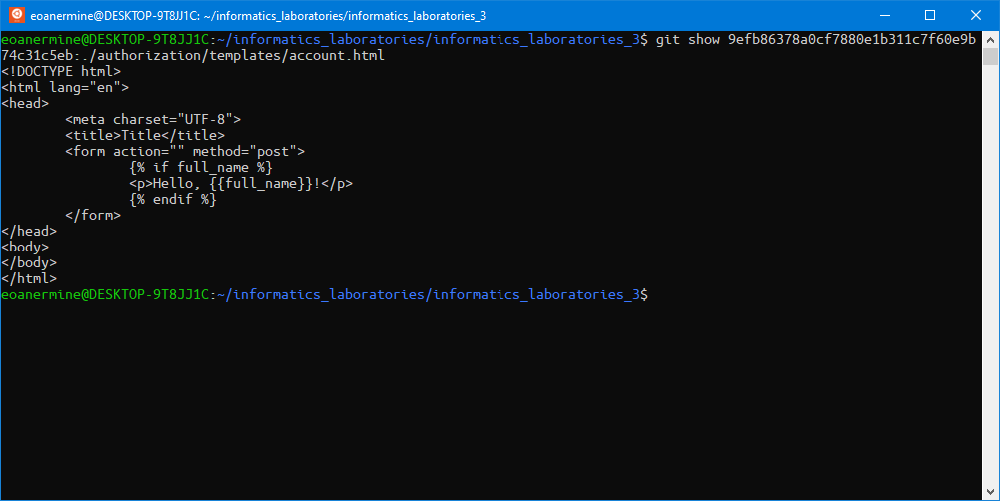 eoanermine@DESKTOP-9T8JJ1C: ~/informatics_laboratories/informatics_laboratories_3
eoanermine@DESKTOP-9T8JJ1C:~/informatics_laboratories/informatics_laboratories_3$ git show 9efb86378a0cf7880e1b311c7f60e9b
74c31c5eb:./authorization/templates/account.html
<!DOCTYPE html>
<html lang="en">
<head>
        <meta charset="UTF-8">
        <title>Title</title>
        <form action="" method="post">
                {% if full_name %}
                <p>Hello, {{full_name}}!</p>
                {% endif %}
        </form>
</head>
<body>
</body>
</html>
eoanermine@DESKTOP-9T8JJ1C:~/informatics_laboratories/informatics_laboratories_3$